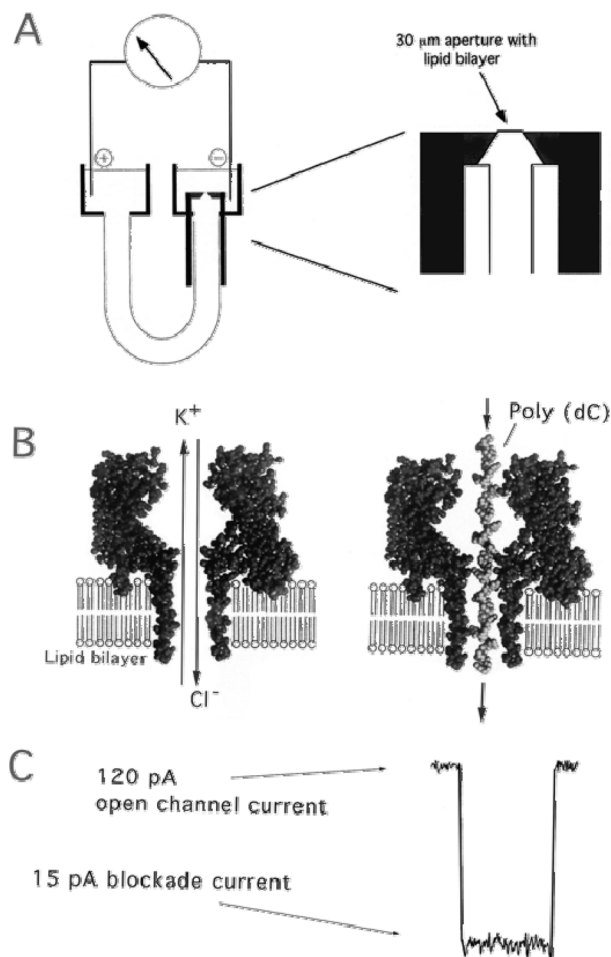 A
30 μm aperture with
lipid bilayer
+
−
B
K⁺
Poly (dC)
Lipid bilayer
Cl⁻
C
120 pA
open channel current
15 pA blockade current